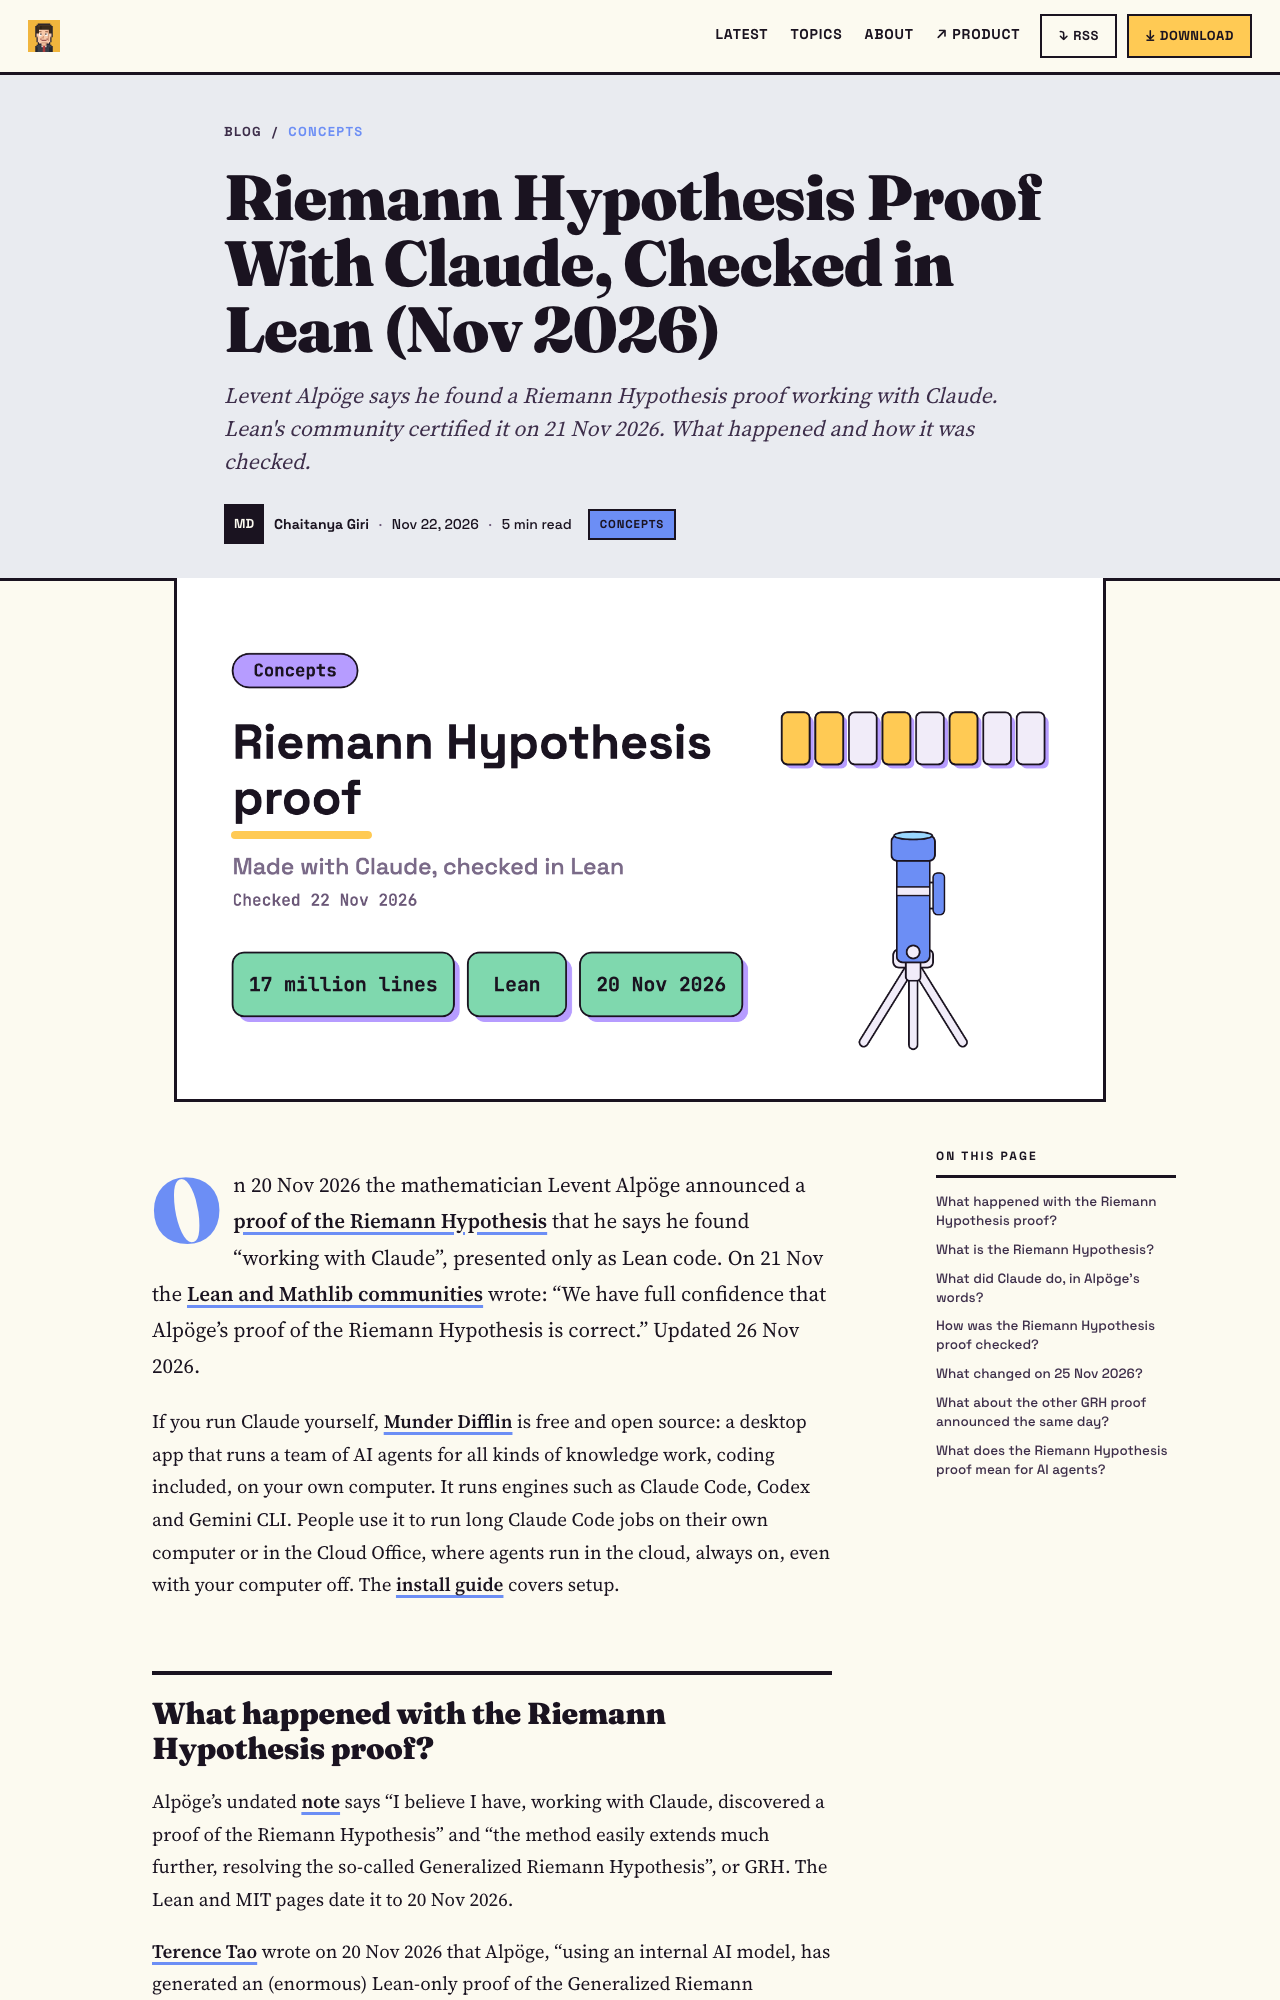 LATEST TOPICS ABOUT ↗ PRODUCT ⤵ RSS ⤓ DOWNLOAD
BLOG / CONCEPTS
Riemann Hypothesis Proof
With Claude, Checked in
Lean (Nov 2026)
Levent Alpöge says he found a Riemann Hypothesis proof working with Claude.
Lean's community certified it on 21 Nov 2026. What happened and how it was
checked.
MD Chaitanya Giri · Nov 22, 2026 · 5 min read CONCEPTS
Concepts
Riemann Hypothesis
proof
Made with Claude, checked in Lean
Checked 22 Nov 2026
17 million lines Lean 20 Nov 2026
On 20 Nov 2026 the mathematician Levent Alpöge announced a
proof of the Riemann Hypothesis that he says he found
“working with Claude”, presented only as Lean code. On 21 Nov
the Lean and Mathlib communities wrote: “We have full confidence that
Alpöge’s proof of the Riemann Hypothesis is correct.” Updated 26 Nov
2026.
If you run Claude yourself, Munder Difflin is free and open source: a desktop
app that runs a team of AI agents for all kinds of knowledge work, coding
included, on your own computer. It runs engines such as Claude Code, Codex
and Gemini CLI. People use it to run long Claude Code jobs on their own
computer or in the Cloud Office, where agents run in the cloud, always on, even
with your computer off. The install guide covers setup.
What happened with the Riemann
Hypothesis proof?
Alpöge’s undated note says “I believe I have, working with Claude, discovered a
proof of the Riemann Hypothesis” and “the method easily extends much
further, resolving the so-called Generalized Riemann Hypothesis”, or GRH. The
Lean and MIT pages date it to 20 Nov 2026.
Terence Tao wrote on 20 Nov 2026 that Alpöge, “using an internal AI model, has
generated an (enormous) Lean-only proof of the Generalized Riemann
ON THIS PAGE
What happened with the Riemann
Hypothesis proof?
What is the Riemann Hypothesis?
What did Claude do, in Alpöge’s
words?
How was the Riemann Hypothesis
proof checked?
What changed on 25 Nov 2026?
What about the other GRH proof
announced the same day?
What does the Riemann Hypothesis
proof mean for AI agents?